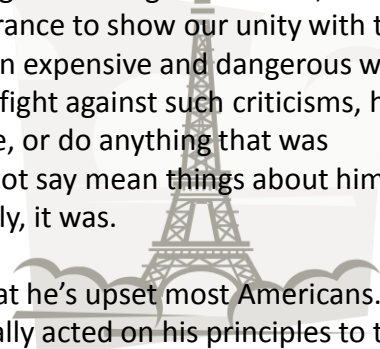 rance to show our unity with t
n expensive and dangerous w
fight against such criticisms, h
e, or do anything that was
ot say mean things about him
ly, it was.
at he's upset most Americans.
ally acted on his principles to t